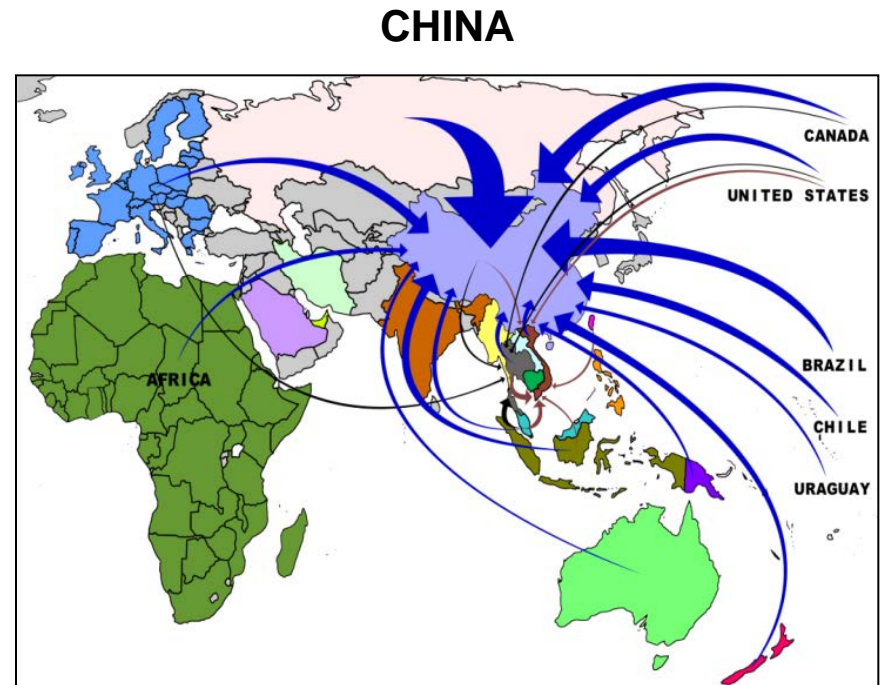 CHINA
CANADA
UNITED STATES
AFRICA
BRAZIL
CHILE
URAGUAY